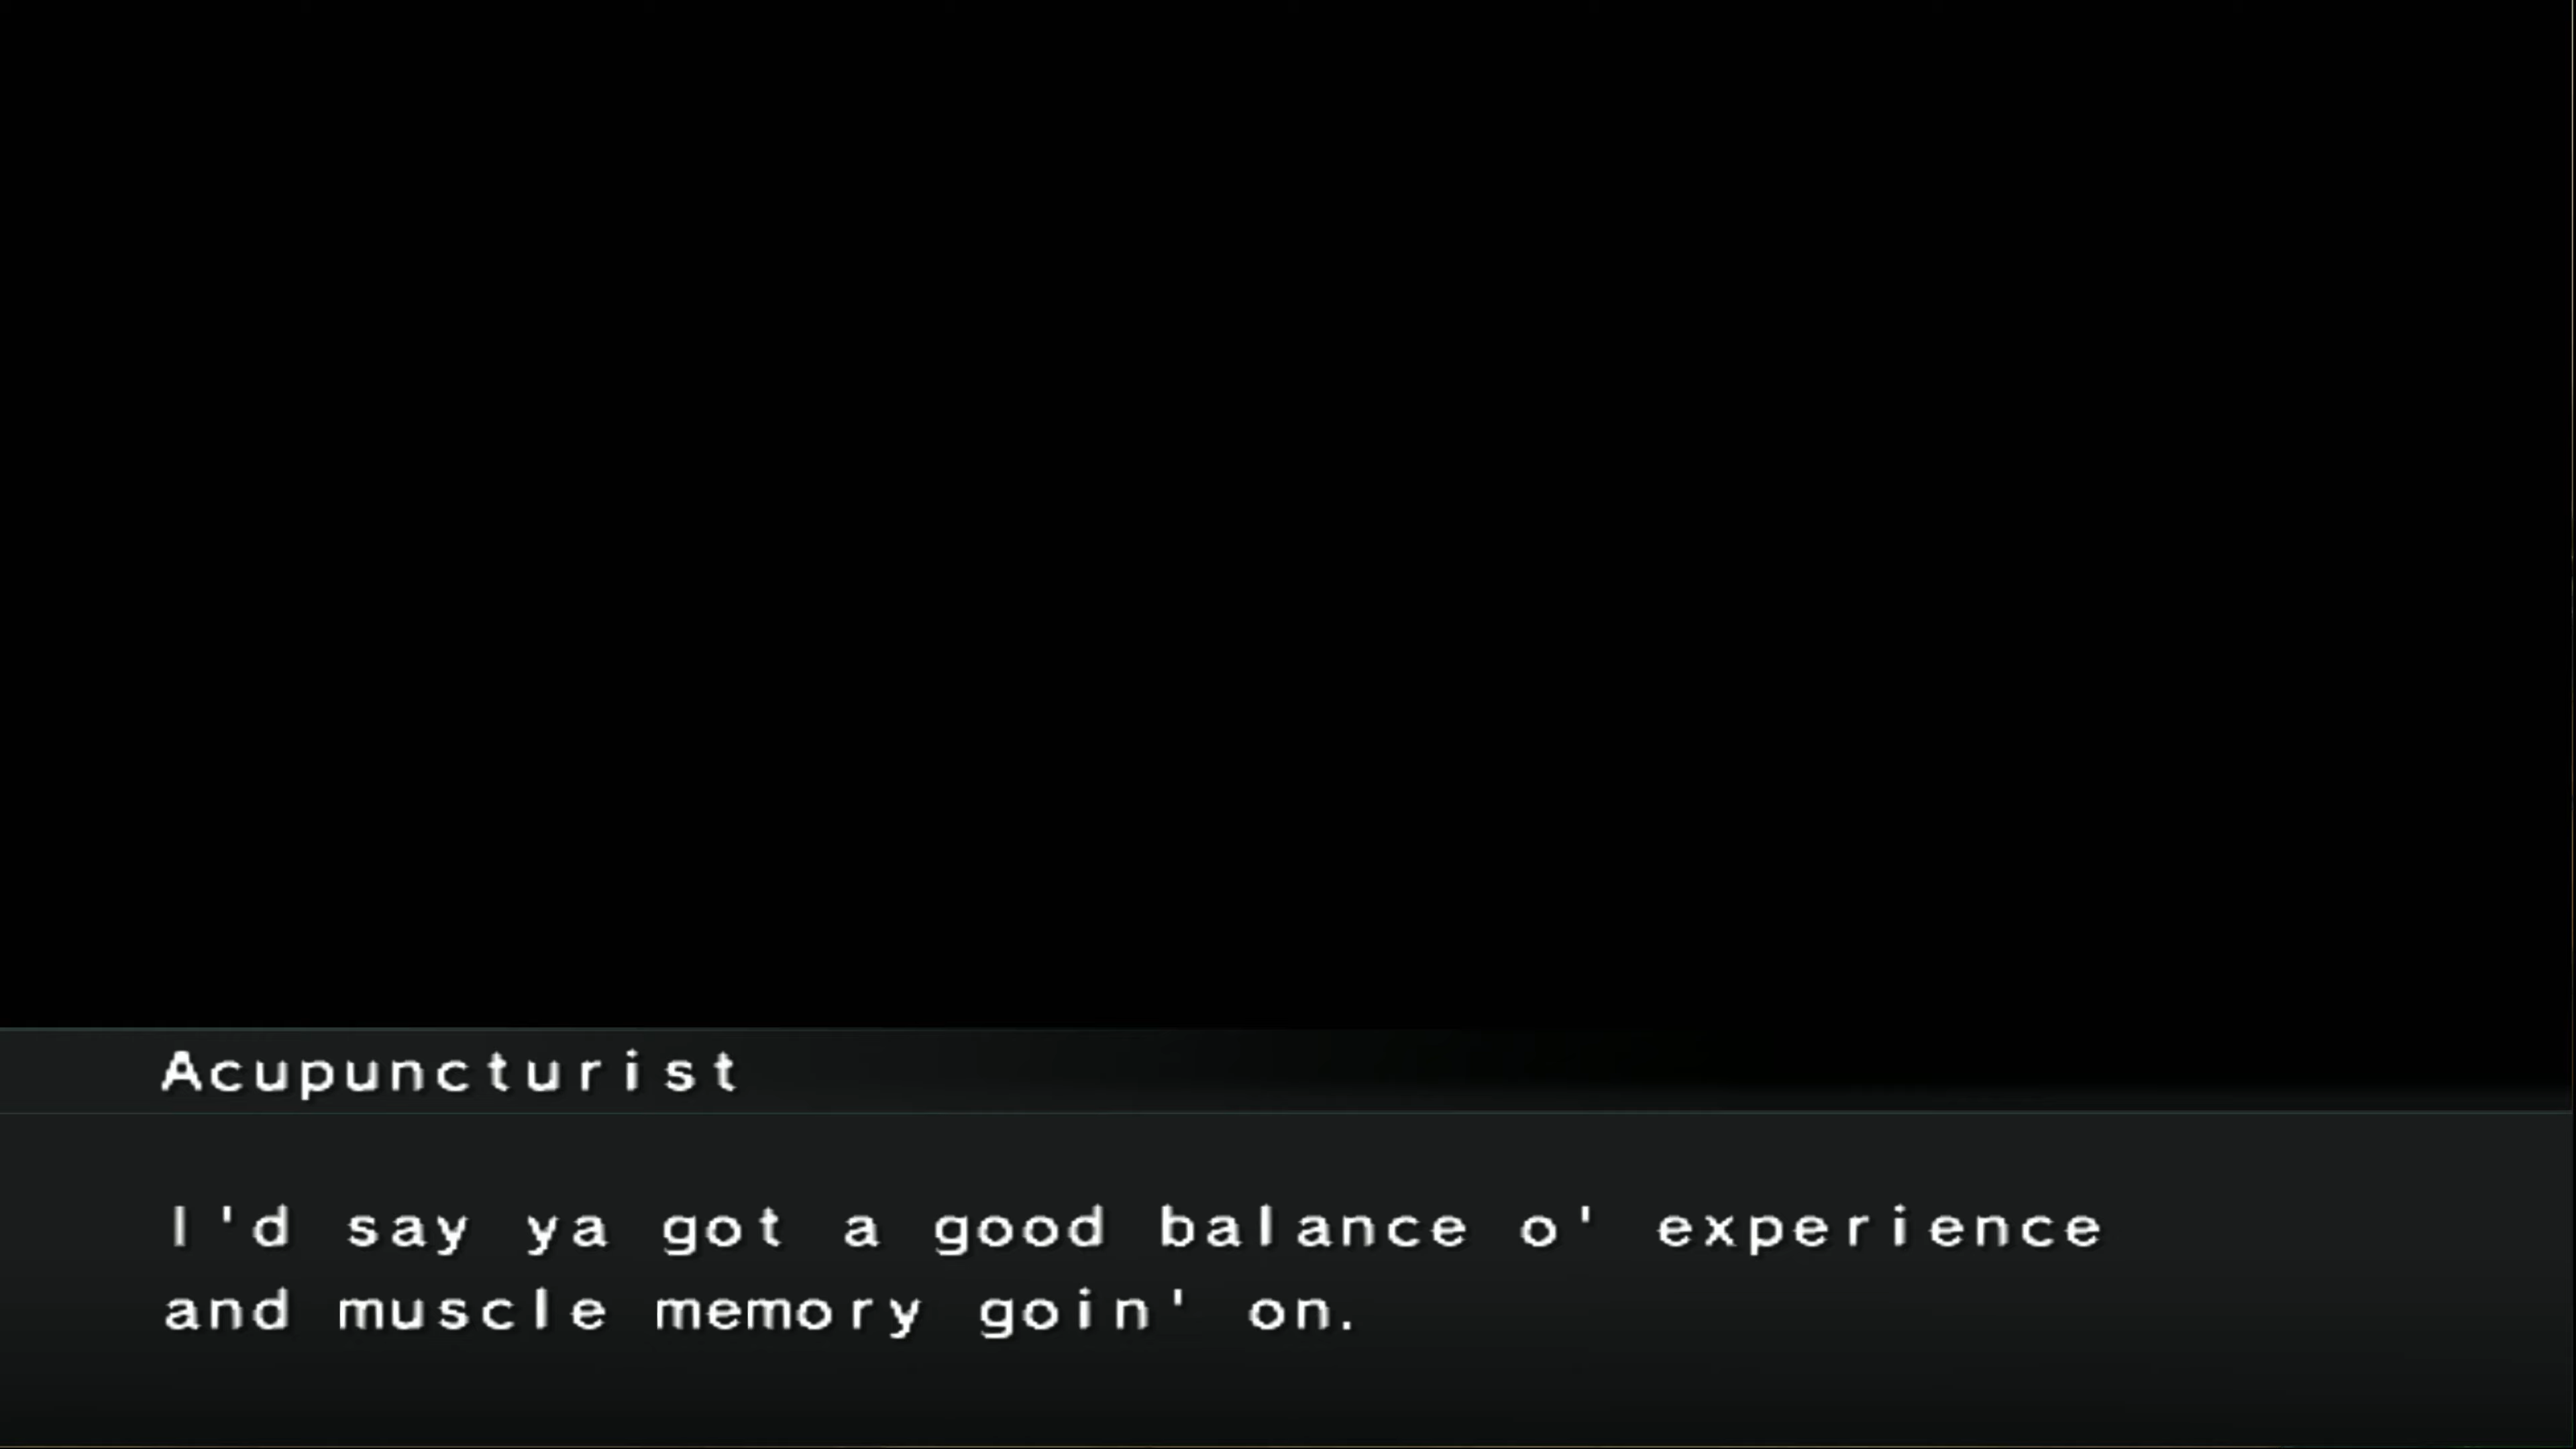 Acupuncturist
I'd say ya got a good balance o' experience
and muscle memory goin' on.